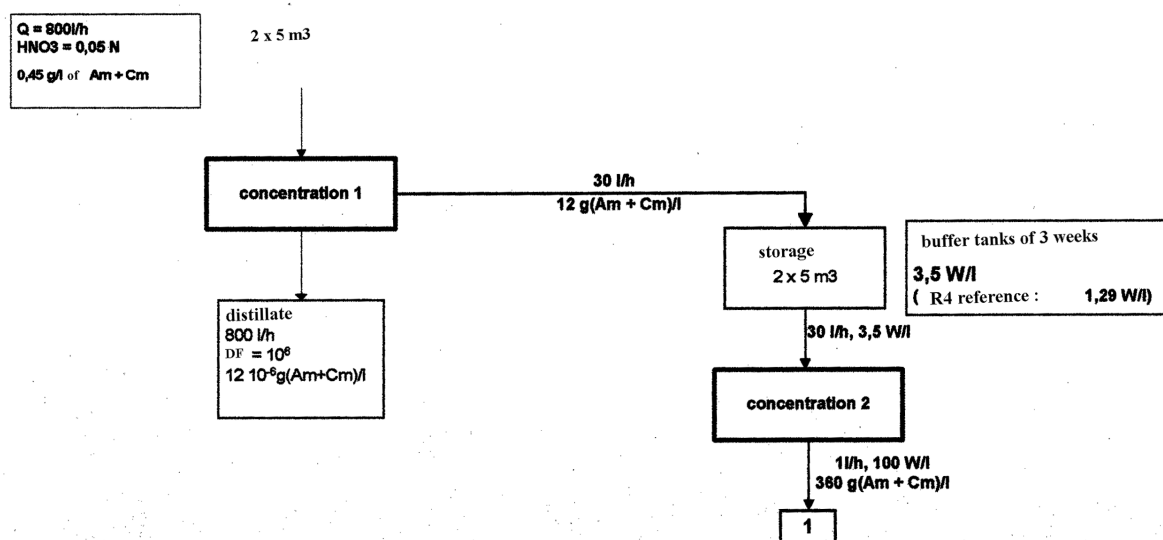 Q = 800l/h
HNO3 = 0,05 N
0,45 g/l of Am + Cm
2 x 5 m3
concentration 1
30 l/h
12 g(Am + Cm)/l
distillate
800 l/h
DF = 10⁶
12 10⁻⁶g(Am+Cm)/l
storage
2 x 5 m3
buffer tanks of 3 weeks
3,5 W/l
( R4 reference : 1,29 W/l)
30 l/h, 3,5 W/l
concentration 2
1l/h, 100 W/l
360 g(Am + Cm)/l
1